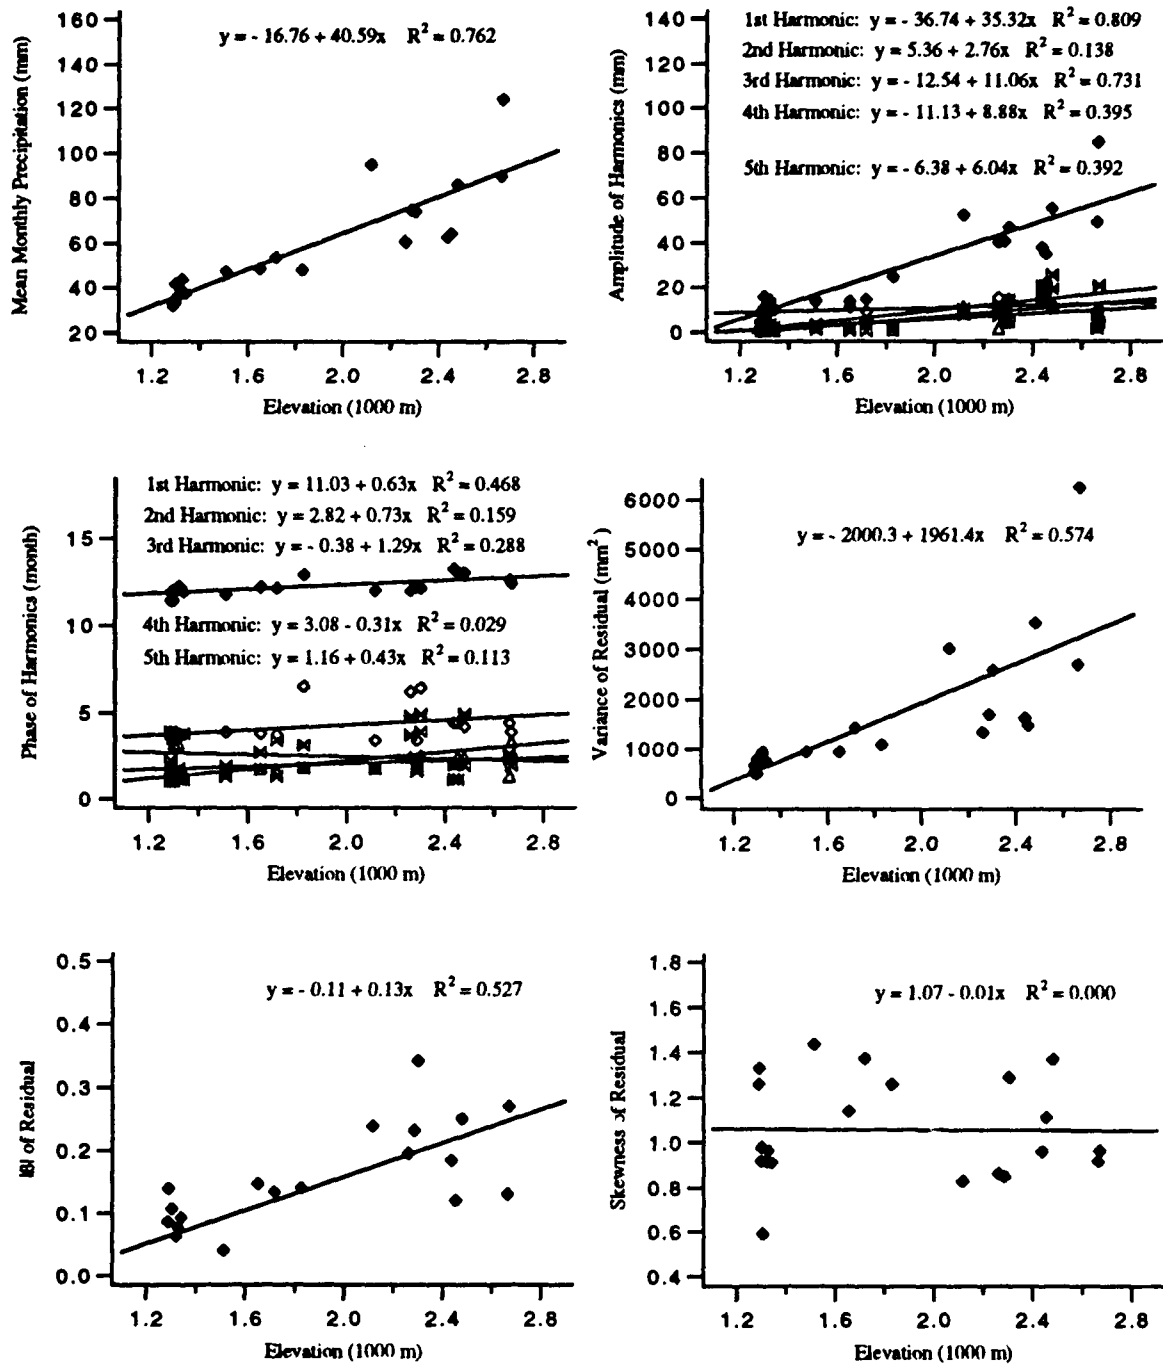 Mean Monthly Precipitation (mm)
160
140
120
100
80
60
40
20
y = - 16.76 + 40.59x R² = 0.762
1.2 1.6 2.0 2.4 2.8
Elevation (1000 m)
Amplitude of Harmonics (mm)
140
120
100
80
60
40
20
0
1st Harmonic: y = - 36.74 + 35.32x R² = 0.809
2nd Harmonic: y = 5.36 + 2.76x R² = 0.138
3rd Harmonic: y = - 12.54 + 11.06x R² = 0.731
4th Harmonic: y = - 11.13 + 8.88x R² = 0.395
5th Harmonic: y = - 6.38 + 6.04x R² = 0.392
1.2 1.6 2.0 2.4 2.8
Elevation (1000 m)
Phase of Harmonics (month)
15
10
5
0
1st Harmonic: y = 11.03 + 0.63x R² = 0.468
2nd Harmonic: y = 2.82 + 0.73x R² = 0.159
3rd Harmonic: y = - 0.38 + 1.29x R² = 0.288
4th Harmonic: y = 3.08 - 0.31x R² = 0.029
5th Harmonic: y = 1.16 + 0.43x R² = 0.113
1.2 1.6 2.0 2.4 2.8
Elevation (1000 m)
Variance of Residual (mm²)
6000
5000
4000
3000
2000
1000
0
y = - 2000.3 + 1961.4x R² = 0.574
1.2 1.6 2.0 2.4 2.8
Elevation (1000 m)
of Residual
0.5
0.4
0.3
0.2
0.1
0.0
y = - 0.11 + 0.13x R² = 0.527
1.2 1.6 2.0 2.4 2.8
Elevation (1000 m)
Skewness of Residual
1.8
1.6
1.4
1.2
1.0
0.8
0.6
0.4
y = 1.07 - 0.01x R² = 0.000
1.2 1.6 2.0 2.4 2.8
Elevation (1000 m)